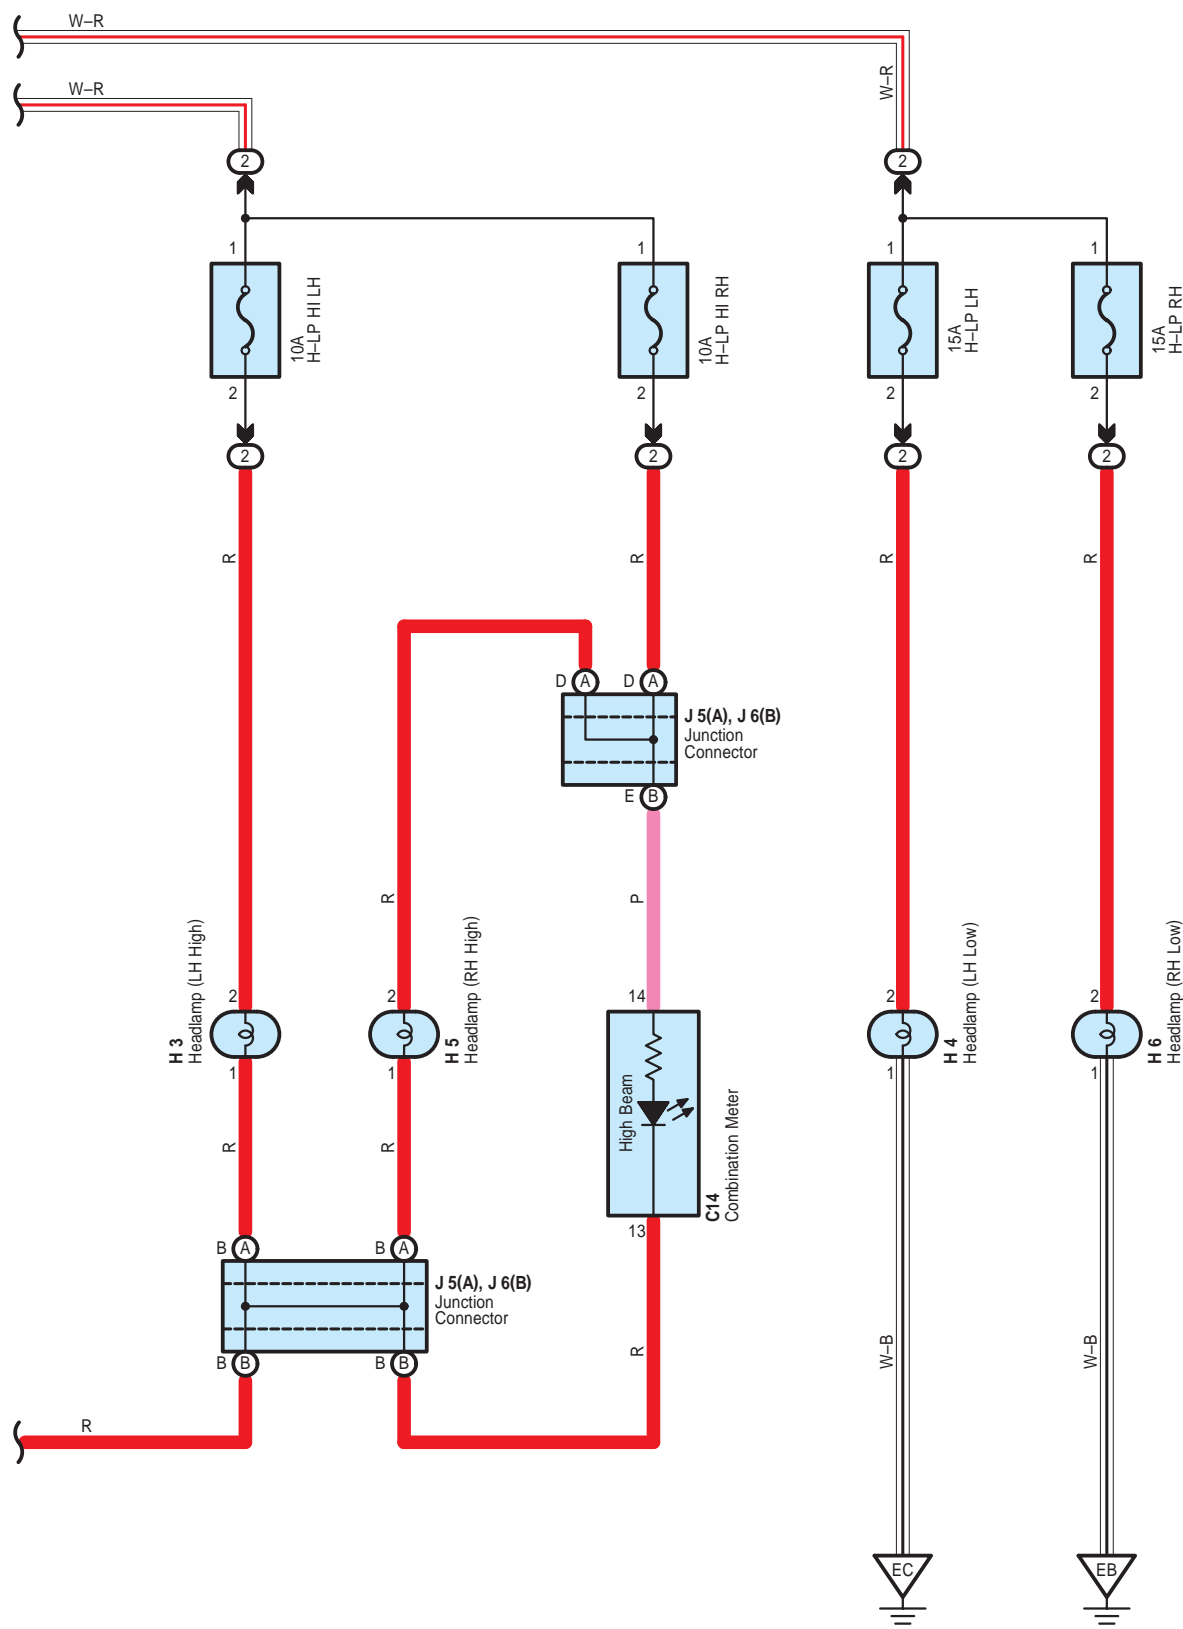 W–R
W–R
W–R
2
2
1
1
1
1
10A
H–LP HI LH
10A
H–LP HI RH
15A
H–LP LH
15A
H–LP RH
2
2
2
2
2
2
2
2
R
R
R
R
D A
D A
J 5(A), J 6(B)
Junction
Connector
E B
R
P
H 3
Headlamp (LH High)
H 5
Headlamp (RH High)
H 4
Headlamp (LH Low)
H 6
Headlamp (RH Low)
2
2
14
2
2
1
1
1
1
High Beam
C14
Combination Meter
R
R
13
B A
B A
J 5(A), J 6(B)
Junction
Connector
B B
B B
R
W–B
W–B
R
EC
EB